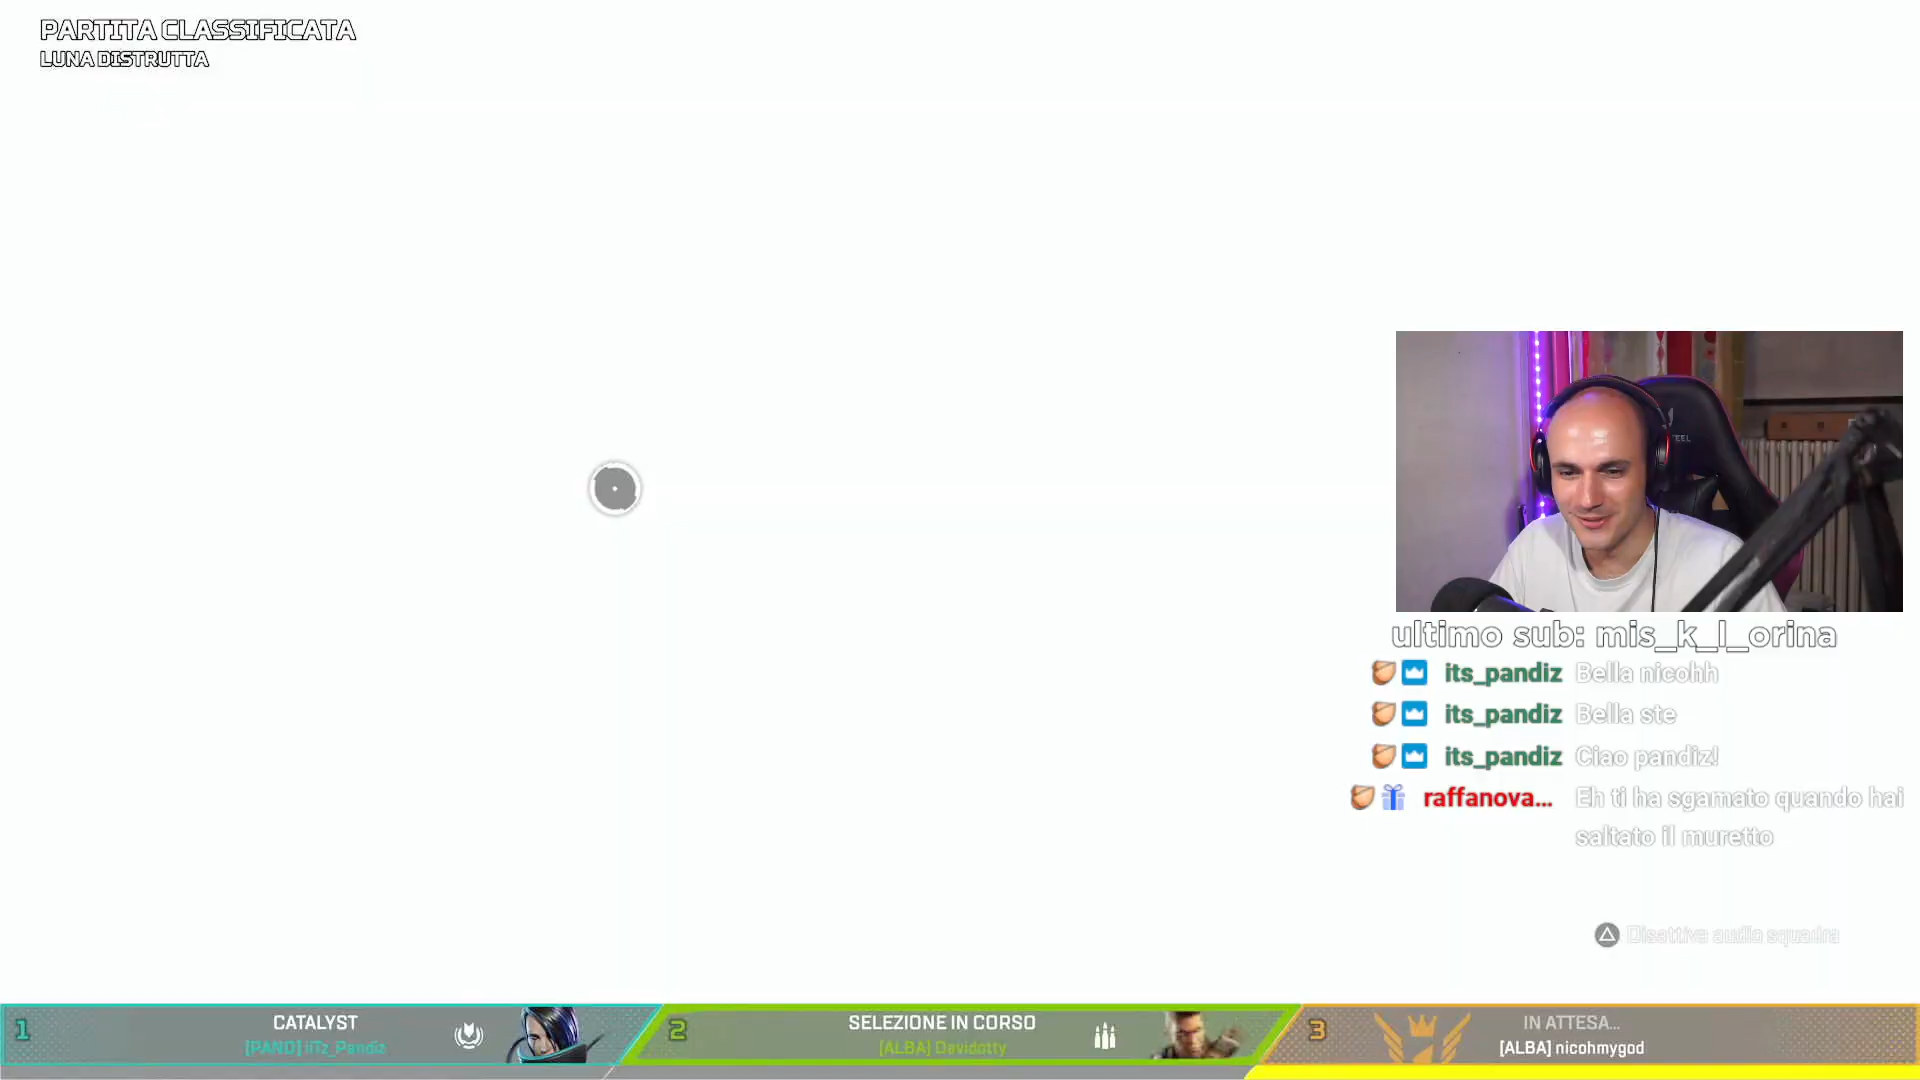 PARTITA CLASSIFICATA
LUNA DISTRUTTA
ultimo sub: mis_k_l_orina
its_pandiz Bella nicohh
its_pandiz Bella ste
its_pandiz Ciao pandiz!
raffanova... Eh ti ha sgamato quando hai
saltato il muretto
Disattiva audio squadra
1 CATALYST
[PAND] iiTz_Pandiz
2 SELEZIONE IN CORSO
[ALBA] Davidotty
3 IN ATTESA...
[ALBA] nicohmygod